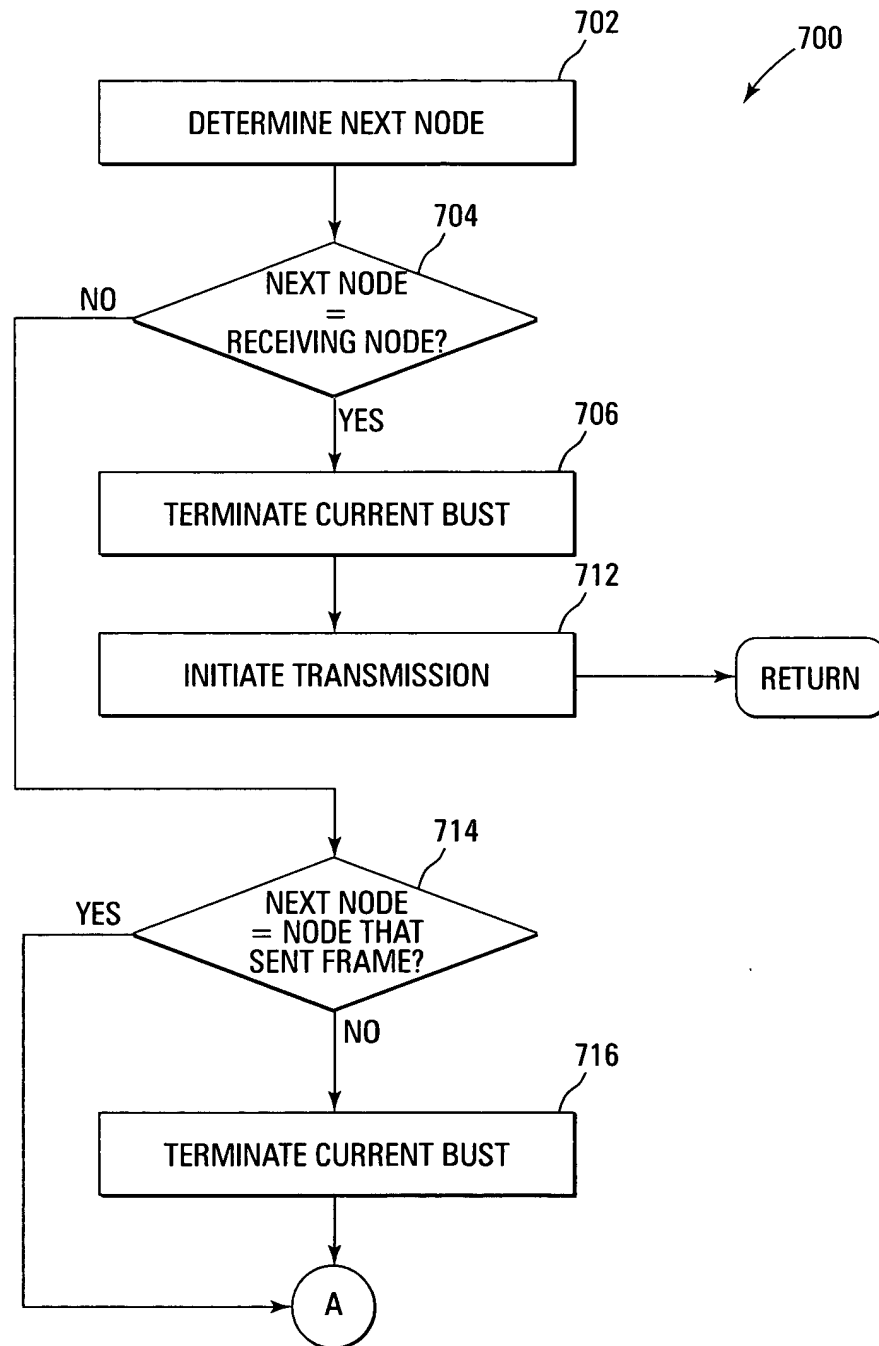 702
700
DETERMINE NEXT NODE
704
NEXT NODE
=
RECEIVING NODE?
NO
YES
706
TERMINATE CURRENT BUST
712
INITIATE TRANSMISSION
RETURN
714
NEXT NODE
= NODE THAT
SENT FRAME?
YES
NO
716
TERMINATE CURRENT BUST
A